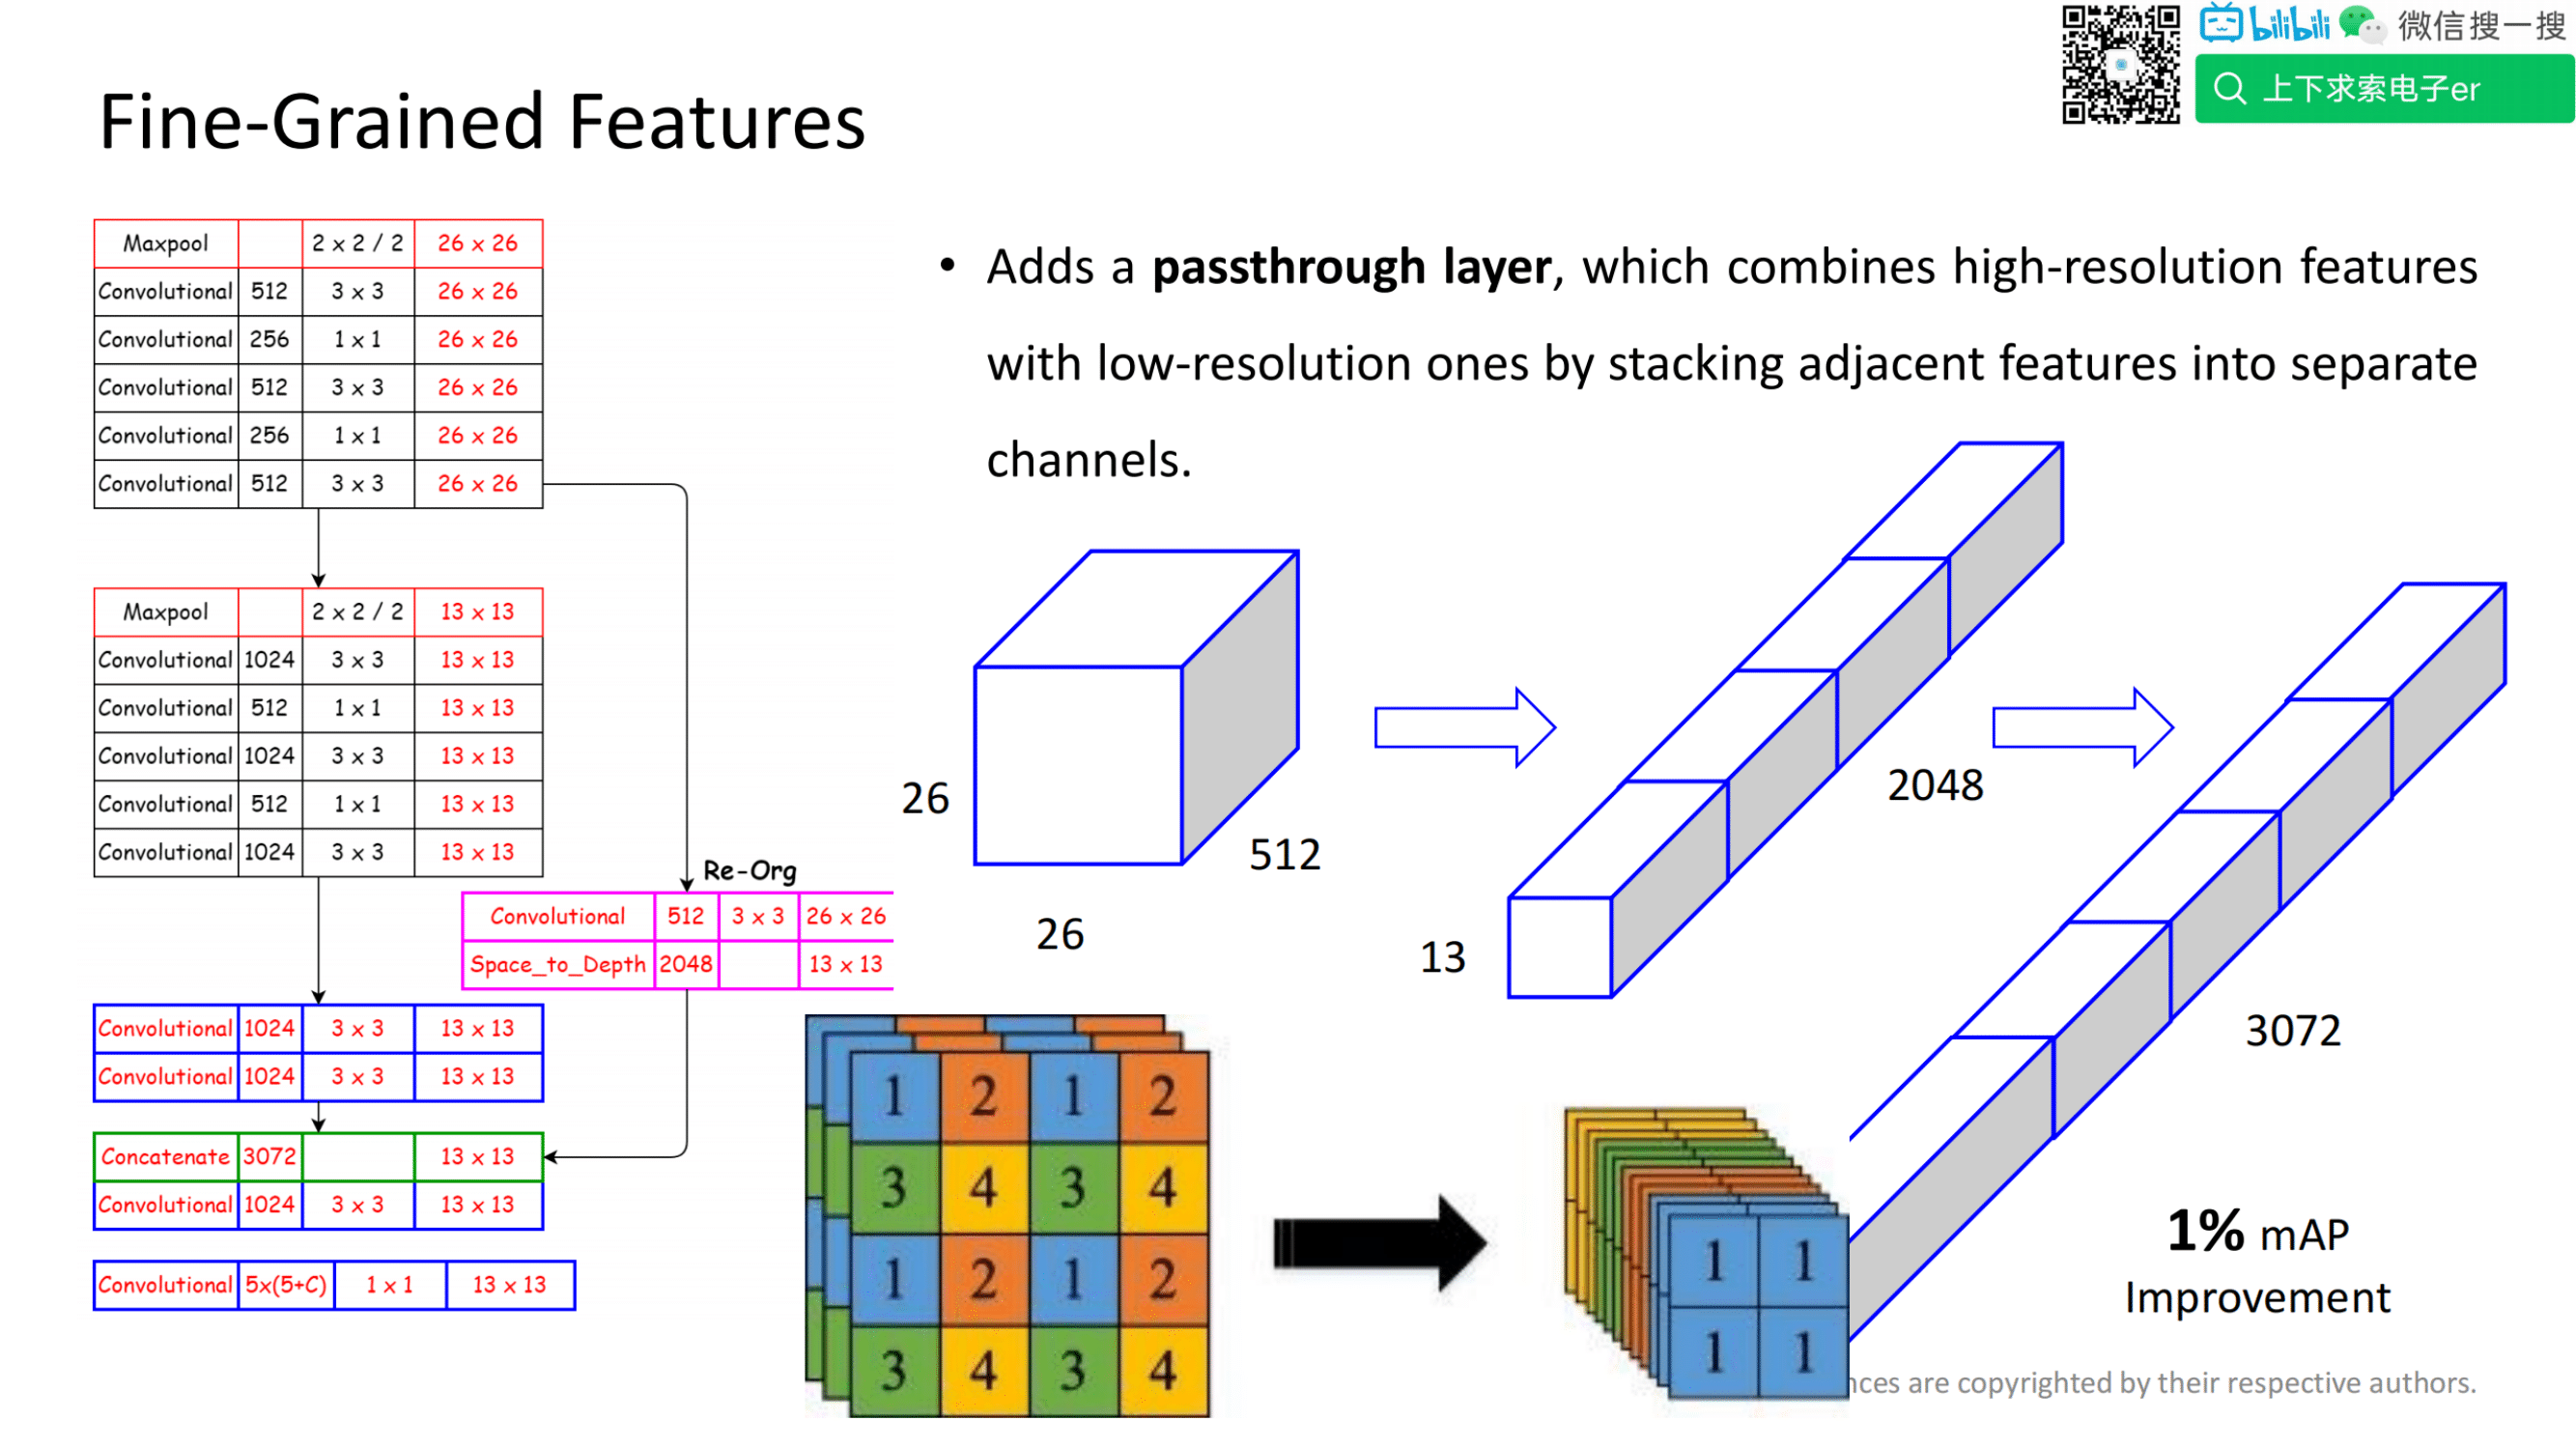 bilibili 微信搜一搜
上下求索电子er
Fine-Grained Features
Maxpool 2 x 2 / 2 26 x 26
Convolutional 512 3 x 3 26 x 26
Convolutional 256 1 x 1 26 x 26
Convolutional 512 3 x 3 26 x 26
Convolutional 256 1 x 1 26 x 26
Convolutional 512 3 x 3 26 x 26
Maxpool 2 x 2 / 2 13 x 13
Convolutional 1024 3 x 3 13 x 13
Convolutional 512 1 x 1 13 x 13
Convolutional 1024 3 x 3 13 x 13
Convolutional 512 1 x 1 13 x 13
Convolutional 1024 3 x 3 13 x 13
Re-Org
Convolutional 512 3 x 3 26 x 26
Space_to_Depth 2048 13 x 13
Convolutional 1024 3 x 3 13 x 13
Convolutional 1024 3 x 3 13 x 13
Concatenate 3072 13 x 13
Convolutional 1024 3 x 3 13 x 13
Convolutional 5x(5+C) 1 x 1 13 x 13
• Adds a passthrough layer, which combines high-resolution features
with low-resolution ones by stacking adjacent features into separate
channels.
26
512
26
2048
13
3072
1 2 1 2
3 4 3 4
1 2 1 2
3 4 3 4
1 1
1 1
1% mAP
Improvement
are copyrighted by their respective authors.